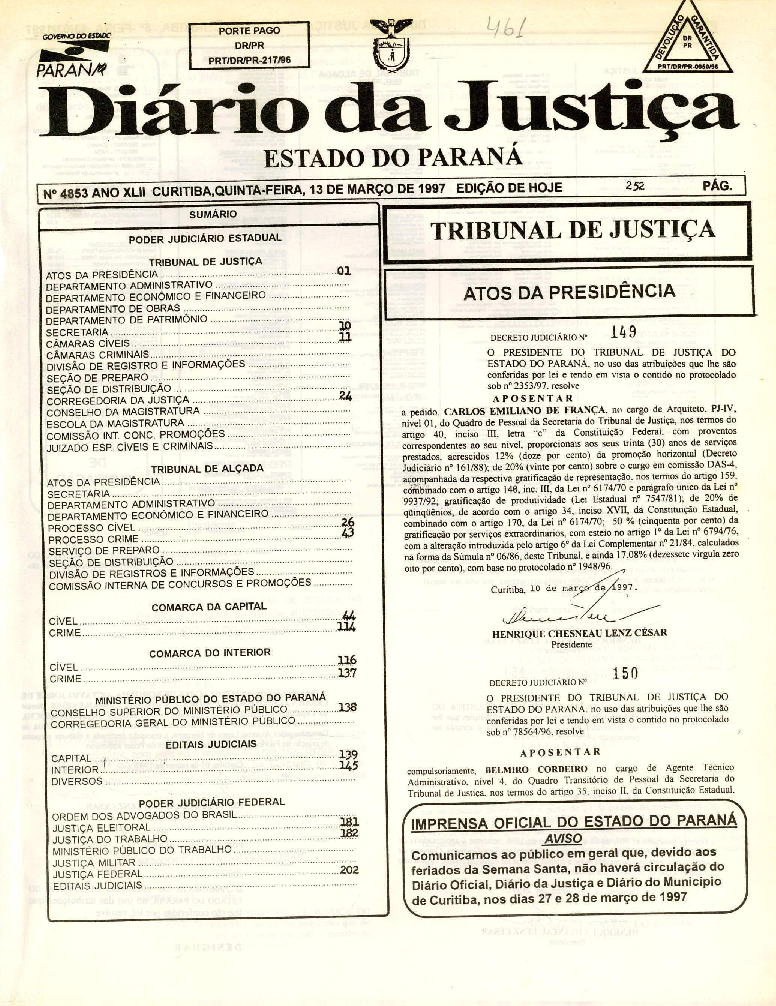 GOVERNO DO ESTADO
PARANÁ
PORTE PAGO
DR/PR
PRT/DR/PR-217/96
461
DEVOLUÇÃO GARANTIDA
DR
PR
PRT/DR/PR-0050/96
Diário da Justiça
ESTADO DO PARANÁ
Nº 4853 ANO XLII CURITIBA,QUINTA-FEIRA, 13 DE MARÇO DE 1997 EDIÇÃO DE HOJE 252 PÁG.
SUMÁRIO
PODER JUDICIÁRIO ESTADUAL
TRIBUNAL DE JUSTIÇA
ATOS DA PRESIDÊNCIA 01
DEPARTAMENTO ADMINISTRATIVO
DEPARTAMENTO ECONÔMICO E FINANCEIRO
DEPARTAMENTO DE OBRAS
DEPARTAMENTO DE PATRIMÔNIO
SECRETARIA 10
CÂMARAS CÍVEIS 11
CÂMARAS CRIMINAIS
DIVISÃO DE REGISTRO E INFORMAÇÕES
SEÇÃO DE PREPARO
SEÇÃO DE DISTRIBUIÇÃO
CORREGEDORIA DA JUSTIÇA 24
CONSELHO DA MAGISTRATURA
ESCOLA DA MAGISTRATURA
COMISSÃO INT. CONC. PROMOÇÕES
JUIZADO ESP. CÍVEIS E CRIMINAIS
TRIBUNAL DE ALÇADA
ATOS DA PRESIDÊNCIA
SECRETARIA
DEPARTAMENTO ADMINISTRATIVO
DEPARTAMENTO ECONÔMICO E FINANCEIRO
PROCESSO CÍVEL 26
PROCESSO CRIME 43
SERVIÇO DE PREPARO
SEÇÃO DE DISTRIBUIÇÃO
DIVISÃO DE REGISTROS E INFORMAÇÕES
COMISSÃO INTERNA DE CONCURSOS E PROMOÇÕES
COMARCA DA CAPITAL
CÍVEL 44
CRIME 114
COMARCA DO INTERIOR
CÍVEL 116
CRIME 137
MINISTÉRIO PÚBLICO DO ESTADO DO PARANÁ
CONSELHO SUPERIOR DO MINISTÉRIO PÚBLICO 138
CORREGEDORIA GERAL DO MINISTÉRIO PÚBLICO
EDITAIS JUDICIAIS
CAPITAL 139
INTERIOR 145
DIVERSOS
PODER JUDICIÁRIO FEDERAL
ORDEM DOS ADVOGADOS DO BRASIL
JUSTIÇA ELEITORAL 181
JUSTIÇA DO TRABALHO 182
MINISTÉRIO PÚBLICO DO TRABALHO
JUSTIÇA MILITAR
JUSTIÇA FEDERAL 202
EDITAIS JUDICIAIS
TRIBUNAL DE JUSTIÇA
ATOS DA PRESIDÊNCIA
DECRETO JUDICIÁRIO Nº 149
O PRESIDENTE DO TRIBUNAL DE JUSTIÇA DO
ESTADO DO PARANÁ, no uso das atribuições que lhe são
conferidas por lei e tendo em vista o contido no protocolado
sob nº 2353/97, resolve
APOSENTAR
a pedido, CARLOS EMILIANO DE FRANÇA, no cargo de Arquiteto, PJ-IV,
nível 01, do Quadro de Pessoal da Secretaria do Tribunal de Justiça, nos termos do
artigo 40, inciso III, letra "c" da Constituição Federal, com proventos
correspondentes ao seu nível, proporcionais aos seus trinta (30) anos de serviços
prestados, acrescidos 12% (doze por cento) da promoção horizontal (Decreto
Judiciário nº 161/88); de 20% (vinte por cento) sobre o cargo em comissão DAS-4,
acompanhada da respectiva gratificação de representação, nos termos do artigo 159,
combinado com o artigo 140, inc. III, da Lei nº 6174/70 e parágrafo único da Lei nº
9937/92, gratificação de produtividade (Lei Estadual nº 7547/81); de 20% de
qüinqüênios, de acordo com o artigo 34, inciso XVII, da Constituição Estadual,
combinado com o artigo 170, da Lei nº 6174/70; 50 % (cinquenta por cento) da
gratificação por serviços extraordinários, com esteio no artigo 1º da Lei nº 6794/76,
com a alteração introduzida pelo artigo 6º da Lei Complementar nº 21/84, calculados
na forma da Súmula nº 06/86, deste Tribunal, e ainda 17,08% (dezessete vírgula zero
oito por cento), com base no protocolado nº 1948/96.
Curitiba, 10 de março de 1997.
HENRIQUE CHESNEAU LENZ CÉSAR
Presidente
DECRETO JUDICIÁRIO Nº 150
O PRESIDENTE DO TRIBUNAL DE JUSTIÇA DO
ESTADO DO PARANÁ, no uso das atribuições que lhe são
conferidas por lei e tendo em vista o contido no protocolado
sob nº 78564/96, resolve
APOSENTAR
compulsoriamente, BELMIRO CORDEIRO no cargo de Agente Técnico
Administrativo, nível 4, do Quadro Transitório de Pessoal da Secretaria do
Tribunal de Justiça, nos termos do artigo 35, inciso II, da Constituição Estadual,
IMPRENSA OFICIAL DO ESTADO DO PARANÁ
AVISO
Comunicamos ao público em geral que, devido aos
feriados da Semana Santa, não haverá circulação do
Diário Oficial, Diário da Justiça e Diário do Município
de Curitiba, nos dias 27 e 28 de março de 1997